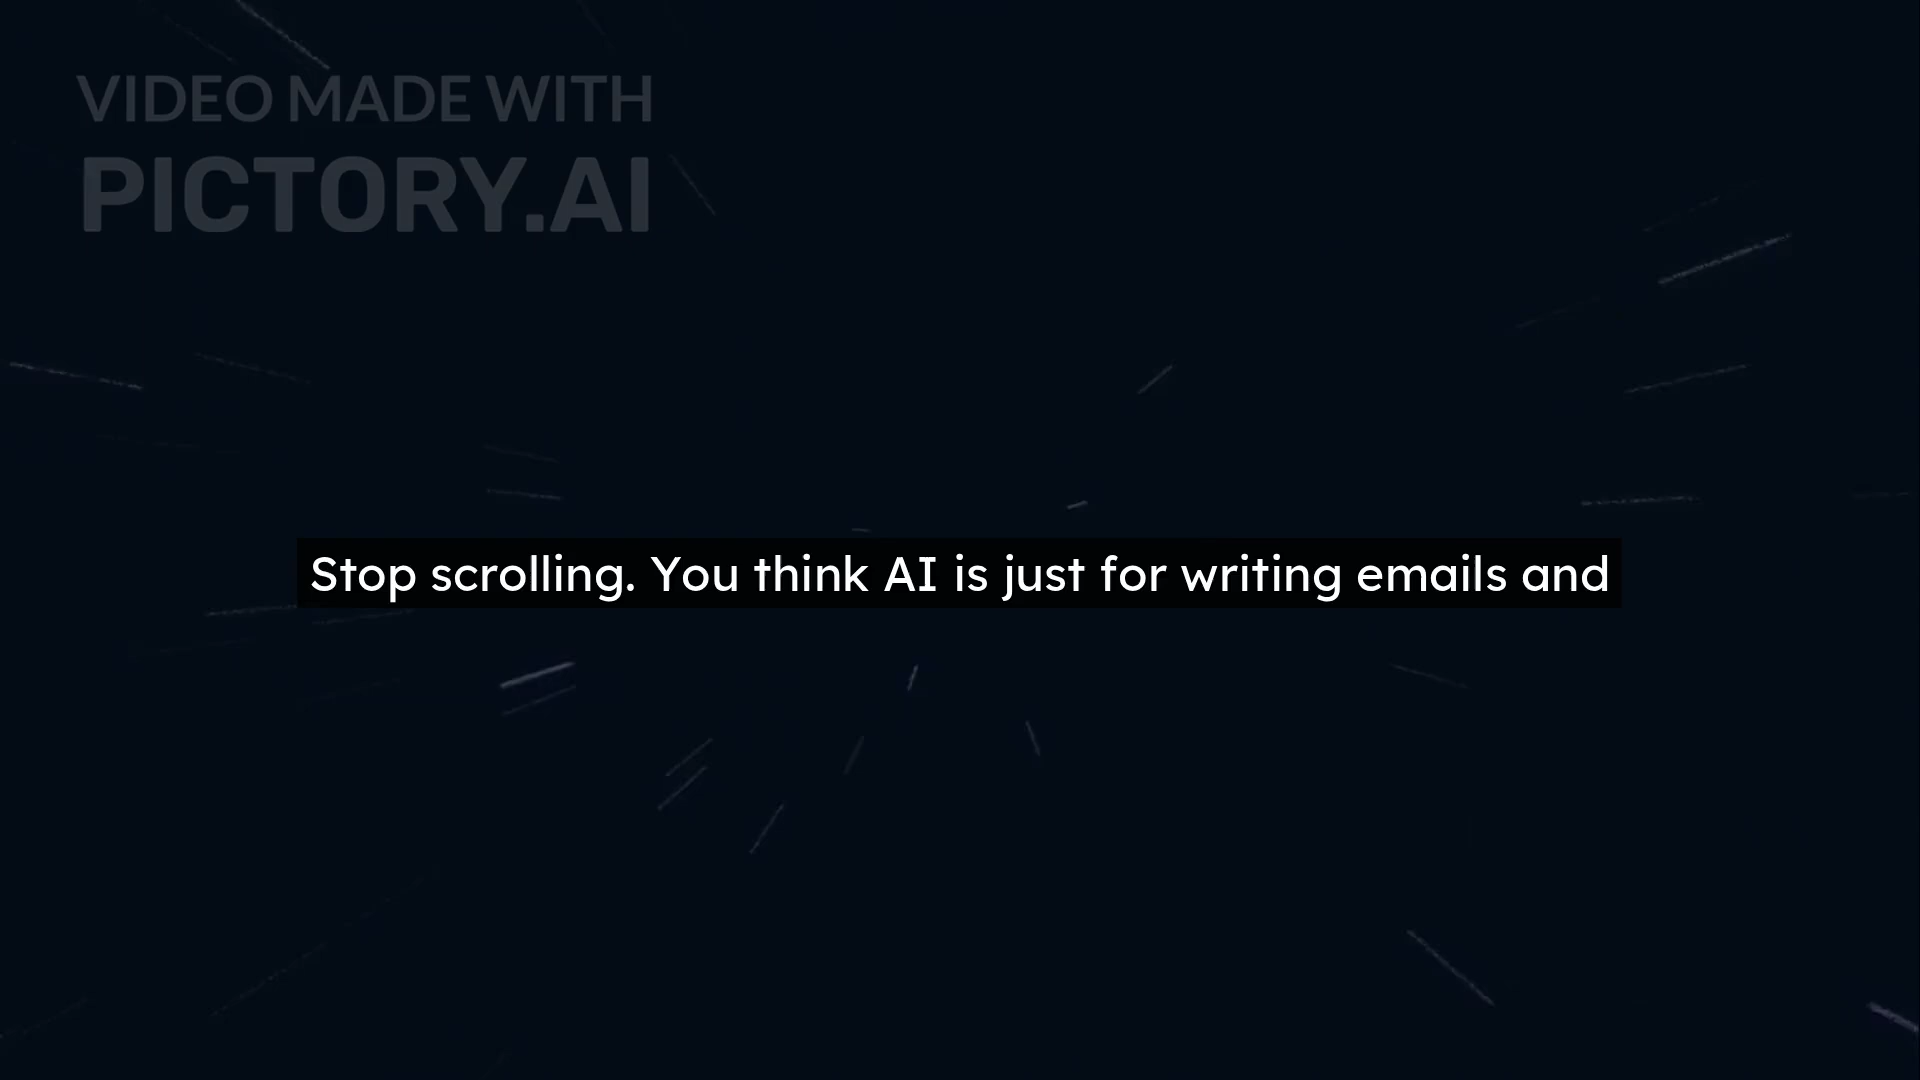 VIDEO MADE WITH
PICTORY.AI
Stop scrolling. You think AI is just for writing emails and